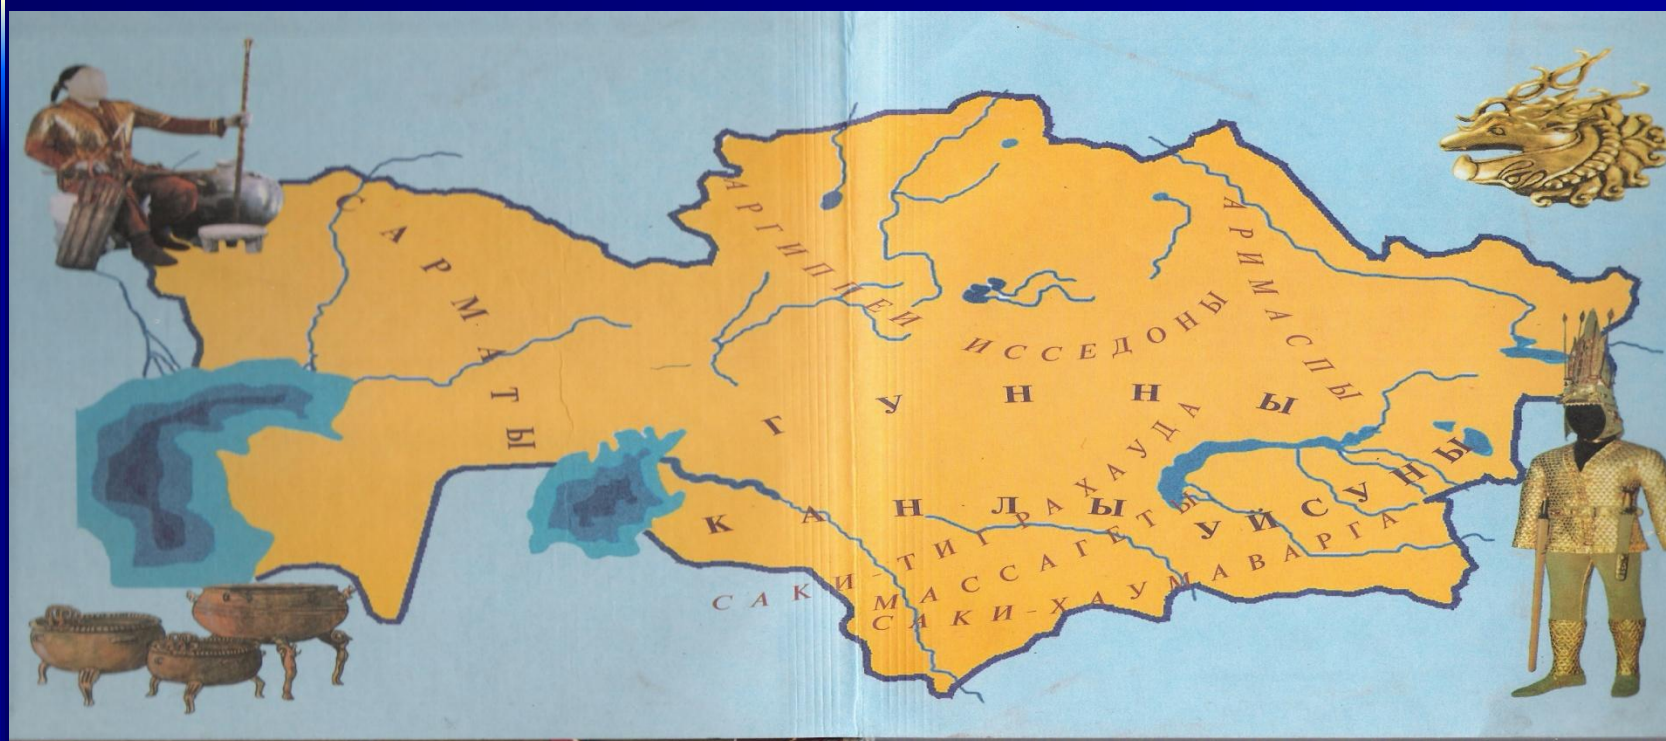 САРМАТЫ
АРГИППЕИ
АРИМАСПЫ
ИССЕДОНЫ
ГУННЫ
КАНЛЫ
УЙСУНЫ
САКИ-ТИГРАХАУДА
МАССАГЕТЫ
САКИ-ХАУМАВАРГА